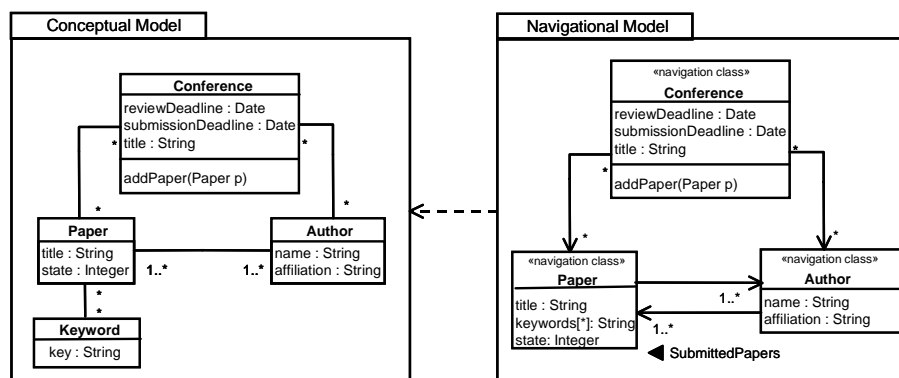 Conceptual Model
Conference
reviewDeadline : Date
submissionDeadline : Date
title : String
*
*
addPaper(Paper p)
*
*
Paper
title : String
state : Integer
1..*
1..*
Author
name : String
affiliation : String
*
*
Keyword
key : String
Navigational Model
«navigation class»
Conference
reviewDeadline : Date
submissionDeadline : Date
title : String
*
*
addPaper(Paper p)
*
*
«navigation class»
Paper
title : String
keywords[*]: String
state: Integer
«navigation class»
Author
name : String
affiliation : String
1..*
1..*
◀ SubmittedPapers